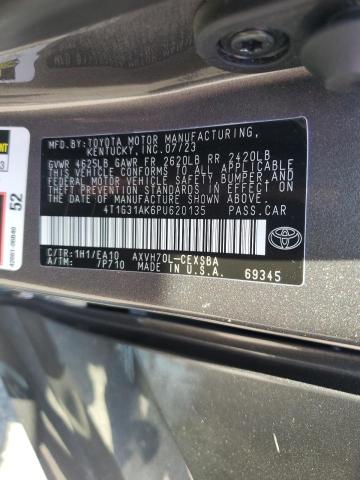 MFD.BY:TOYOTA MOTOR MANUFACTURING,
KENTUCKY, INC. 07/23
GVWR 4625LB GAWR FR 2620LB RR 2420LB
THIS VEHICLE CONFORMS TO ALL APPLICABLE
FEDERAL MOTOR VEHICLE SAFETY, BUMPER, AND
THEFT PREVENTION STANDARDS IN EFFECT ON
THE DATE OF MANUFACTURE SHOWN ABOVE.
4T1G31AK6PU620135 PASS.CAR
C/TR:1H1/EA10 AXVH70L-CEXSBA
A/TM: 7P710 MADE IN U.S.A.
69345
52